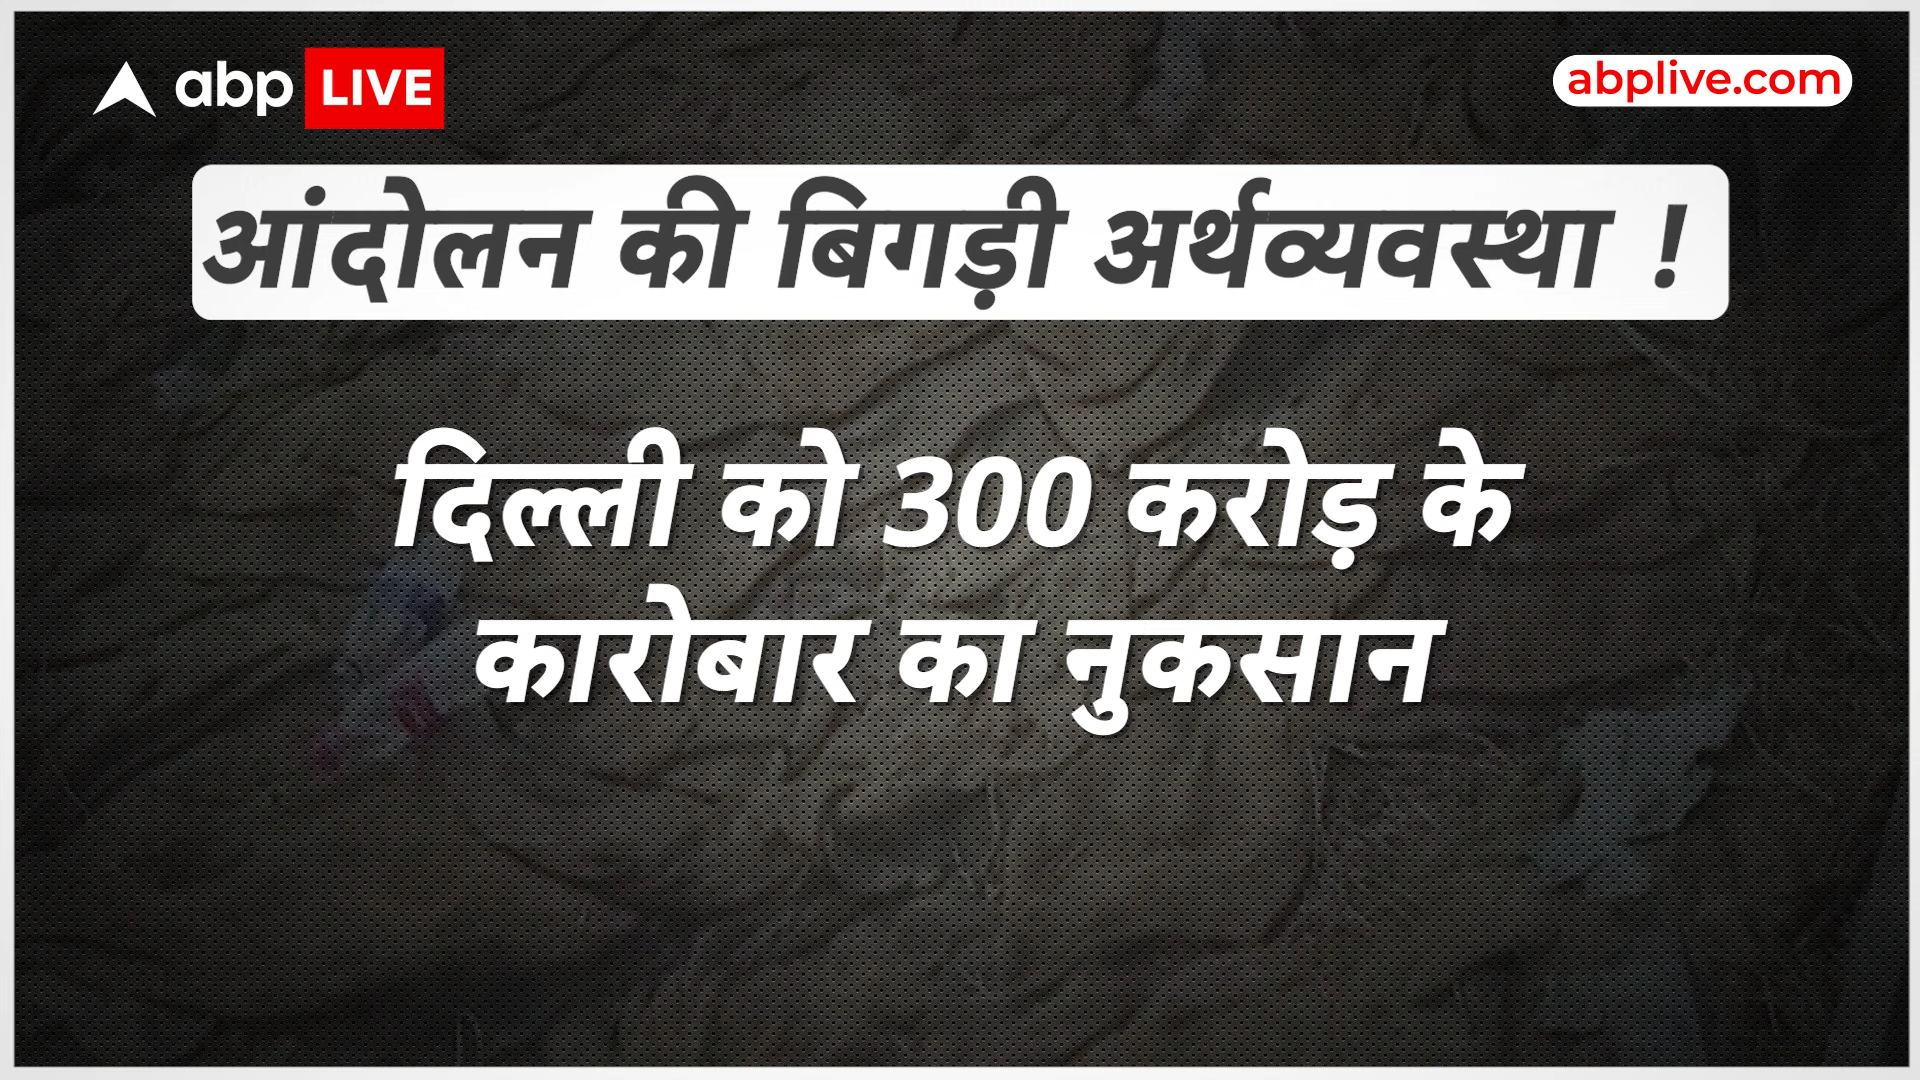 abp LIVE
abplive.com
आंदोलन की बिगड़ी अर्थव्यवस्था !
दिल्ली को 300 करोड़ के
कारोबार का नुकसान